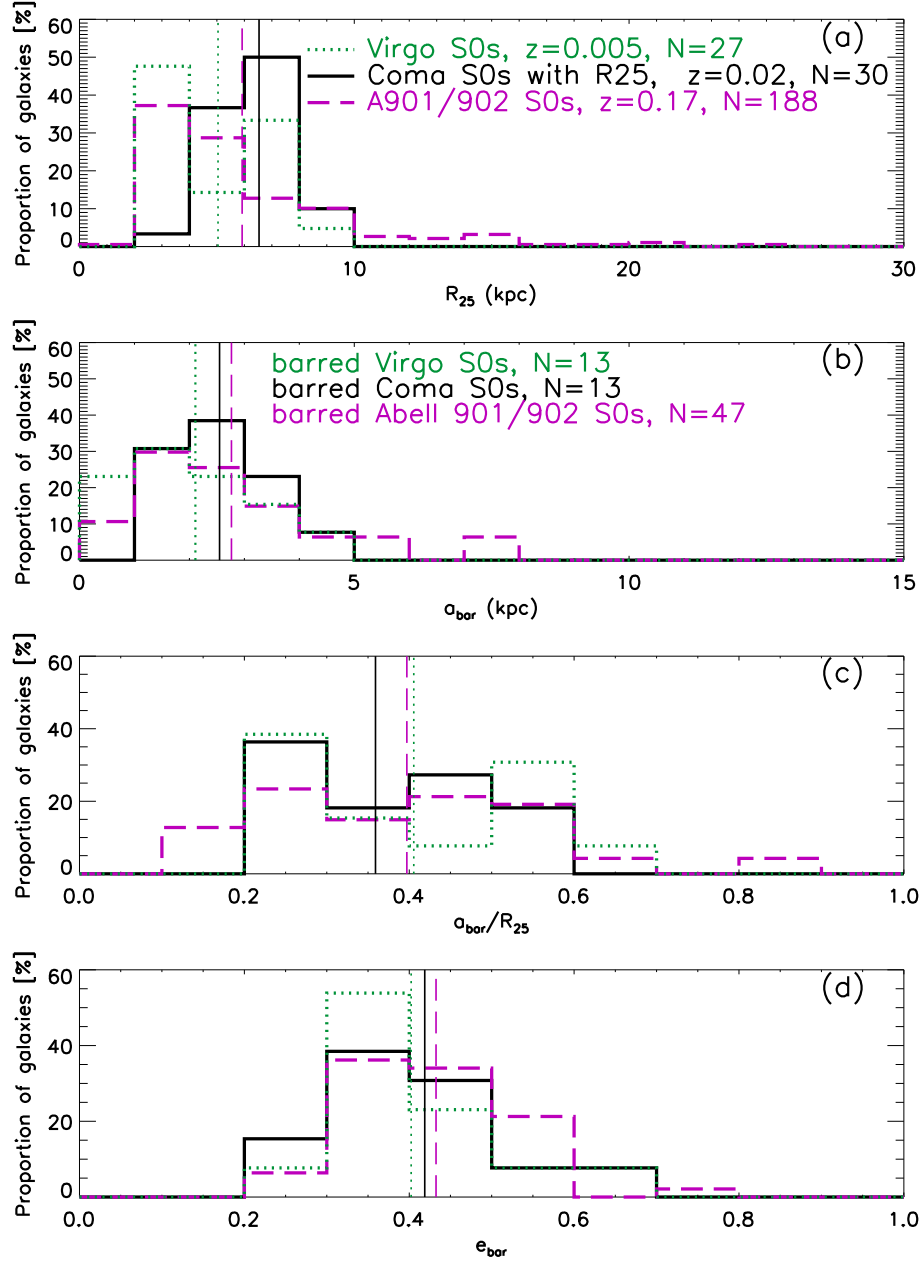 Proportion of galaxies [%]
60
50
40
30
20
10
0
(a)
Virgo S0s, z=0.005, N=27
Coma S0s with R25, z=0.02, N=30
A901/902 S0s, z=0.17, N=188
0 10 20 30
R25 (kpc)
Proportion of galaxies [%]
60
50
40
30
20
10
0
(b)
barred Virgo S0s, N=13
barred Coma S0s, N=13
barred Abell 901/902 S0s, N=47
0 5 10 15
abar (kpc)
Proportion of galaxies [%]
60
40
20
0
(c)
0.0 0.2 0.4 0.6 0.8 1.0
abar/R25
Proportion of galaxies [%]
60
40
20
0
(d)
0.0 0.2 0.4 0.6 0.8 1.0
ebar